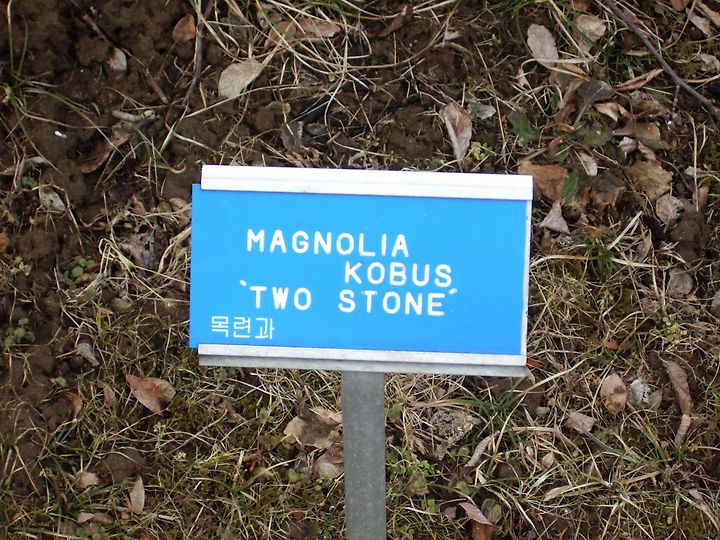 MAGNOLIA
KOBUS
‵TWO STONE′
목련과